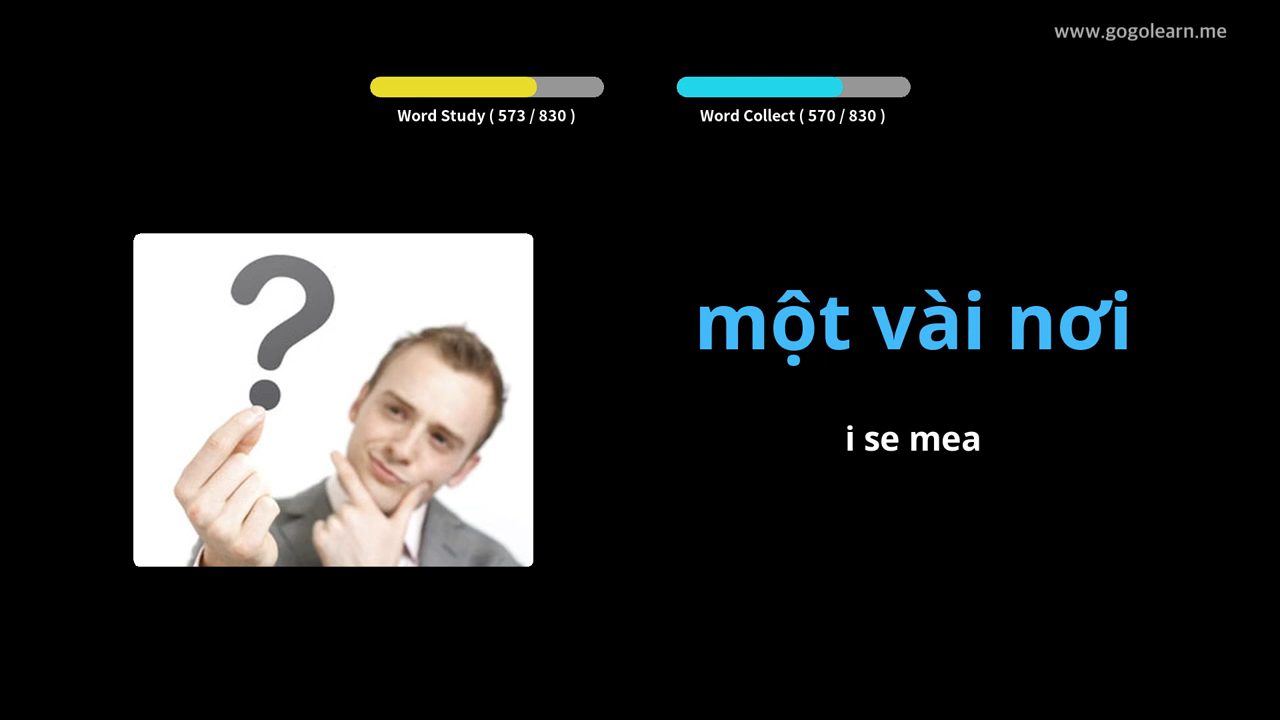 www.gogolearn.me
Word Study ( 573 / 830 )
Word Collect ( 570 / 830 )
một vài nơi
i se mea